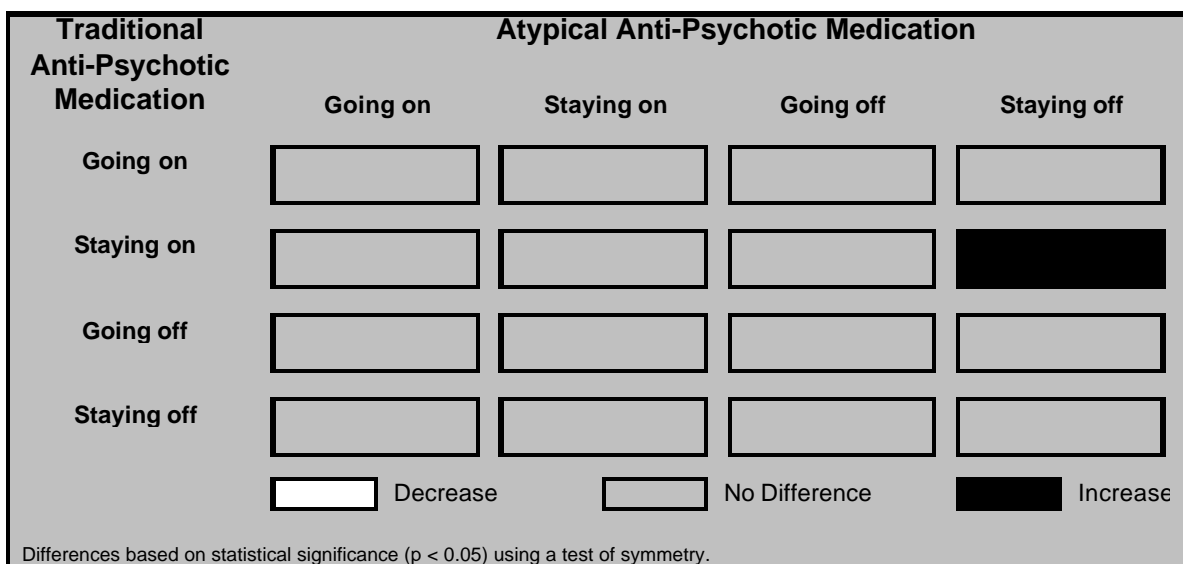 Traditional
Anti-Psychotic
Medication
Atypical Anti-Psychotic Medication
Going on Staying on Going off Staying off
Going on
Staying on
Going off
Staying off
Decrease No Difference Increase
Differences based on statistical significance (p < 0.05) using a test of symmetry.